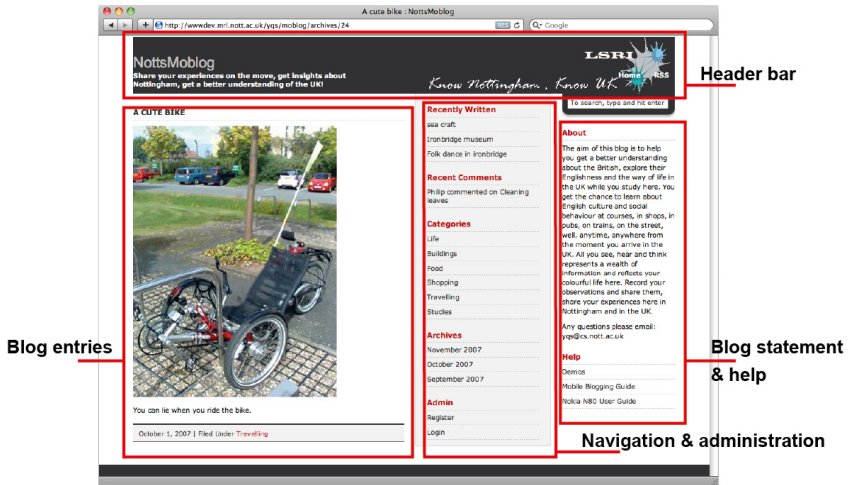 A cute bike : NottsMoblog
http://wwwdev.mrl.nott.ac.uk/yqs/moblog/archives/24
RSS
Google
NottsMoblog
Share your experiences on the move, get insights about
Nottingham, get a better understanding of the UK!
LSRI
Home RSS
Know Nottingham , Know UK
Header bar
To search, type and hit enter
A CUTE BIKE
You can lie when you ride the bike.
October 1, 2007 | Filed Under Travelling
Blog entries
Recently Written
sea craft
Ironbridge museum
Folk dance in ironbridge
Recent Comments
Philip commented on Cleaning
leaves
Categories
Life
Buildings
Food
Shopping
Travelling
Studies
Archives
November 2007
October 2007
September 2007
Admin
Register
Login
Navigation & administration
About
The aim of this blog is to help
you get a better understanding
about the British, explore their
Englishness and the way of life in
the UK while you study here. You
get the chance to learn about
English culture and social
behaviour at courses, in shops, in
pubs, on trains, on the street,
well, anytime, anywhere from
the moment you arrive in the
UK. All you see, hear and think
represents a wealth of
information and reflects your
colourful life here. Record your
observations and share them,
share your experiences here in
Nottingham and in the UK.
Any questions please email:
yqs@cs.nott.ac.uk
Help
Demos
Mobile Blogging Guide
Nokia N80 User Guide
Blog statement
& help